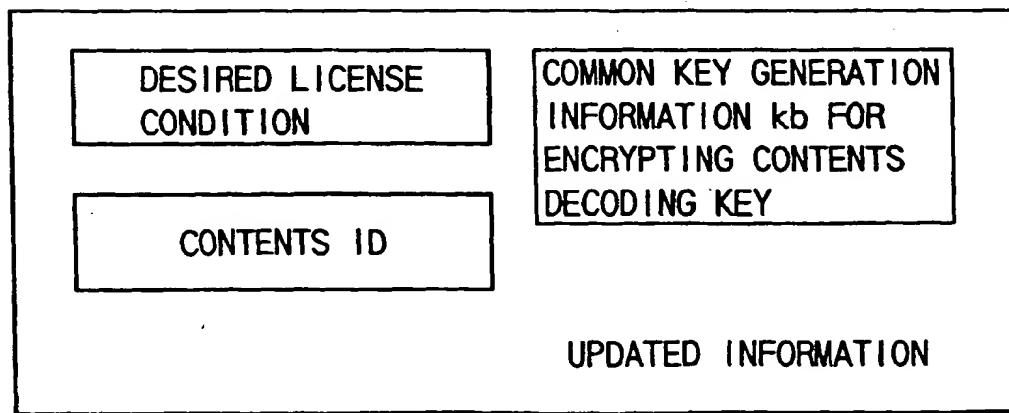 DESIRED LICENSE
CONDITION
COMMON KEY GENERATION
INFORMATION kb FOR
ENCRYPTING CONTENTS
DECODING KEY
CONTENTS ID
UPDATED INFORMATION